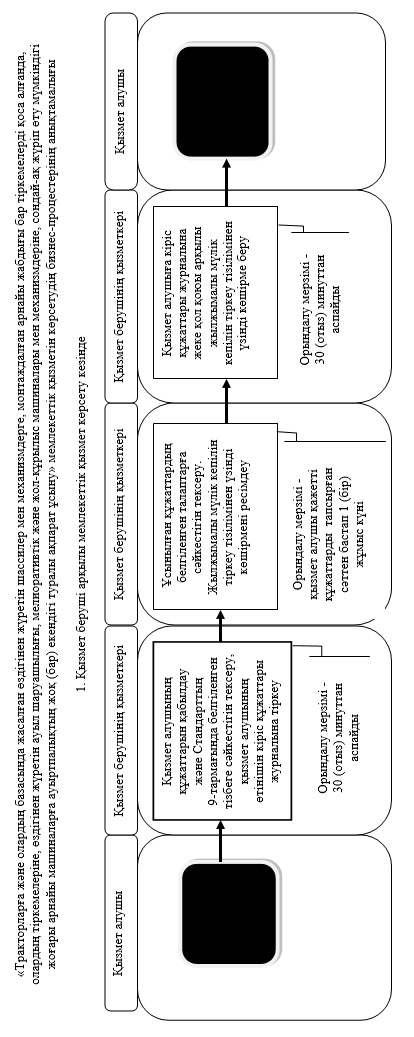 «Тракторларға және олардың базасында жасалған өздігінен жүретін шассилер мен механизмдерге, монтаждалған арнайы жабдығы бар тіркемелерді қоса алғанда,
олардың тіркемелеріне, өздігінен жүретін ауыл шаруашылығы, мелиоративтік және жол-құрылыс машиналары мен механизмдеріне, сондай-ақ жүріп өту мүмкіндігі
жоғары арнайы машиналарға ауыртпалықтың жоқ (бар) екендігі туралы ақпарат ұсыну» мемлекеттік қызметін көрсетудің бизнес-процестерінің анықтамалығы
1. Қызмет беруші арқылы мемлекеттік қызмет көрсету кезінде
Қызмет алушы
Қызмет берушінің қызметкері
Қызмет алушының
құжаттарын қабылдау
және Стандарттың
9-тармағында белгіленген
тізбеге сәйкестігін тексеру,
қызмет алушының
өтінішін кіріс құжаттары
журналына тіркеу
Орындалу мерзімі -
30 (отыз) минуттан
аспайды
Қызмет берушінің қызметкері
Ұсынылған құжаттардың
белгіленген талаптарға
сәйкестігін тексеру.
Жылжымалы мүлік кепілін
тіркеу тізілімінен үзінді
көшірмені ресімдеу
Орындалу мерзімі -
қызмет алушы қажетті
құжаттарды тапсырған
сәттен бастап 1 (бір)
жұмыс күні
Қызмет берушінің қызметкері
Қызмет алушыға кіріс
құжаттары журналына
жеке қол қоюы арқылы
жылжымалы мүлік
кепілін тіркеу тізілімінен
үзінді көшірме беру
Орындалу мерзімі -
30 (отыз) минуттан
аспайды
Қызмет алушы